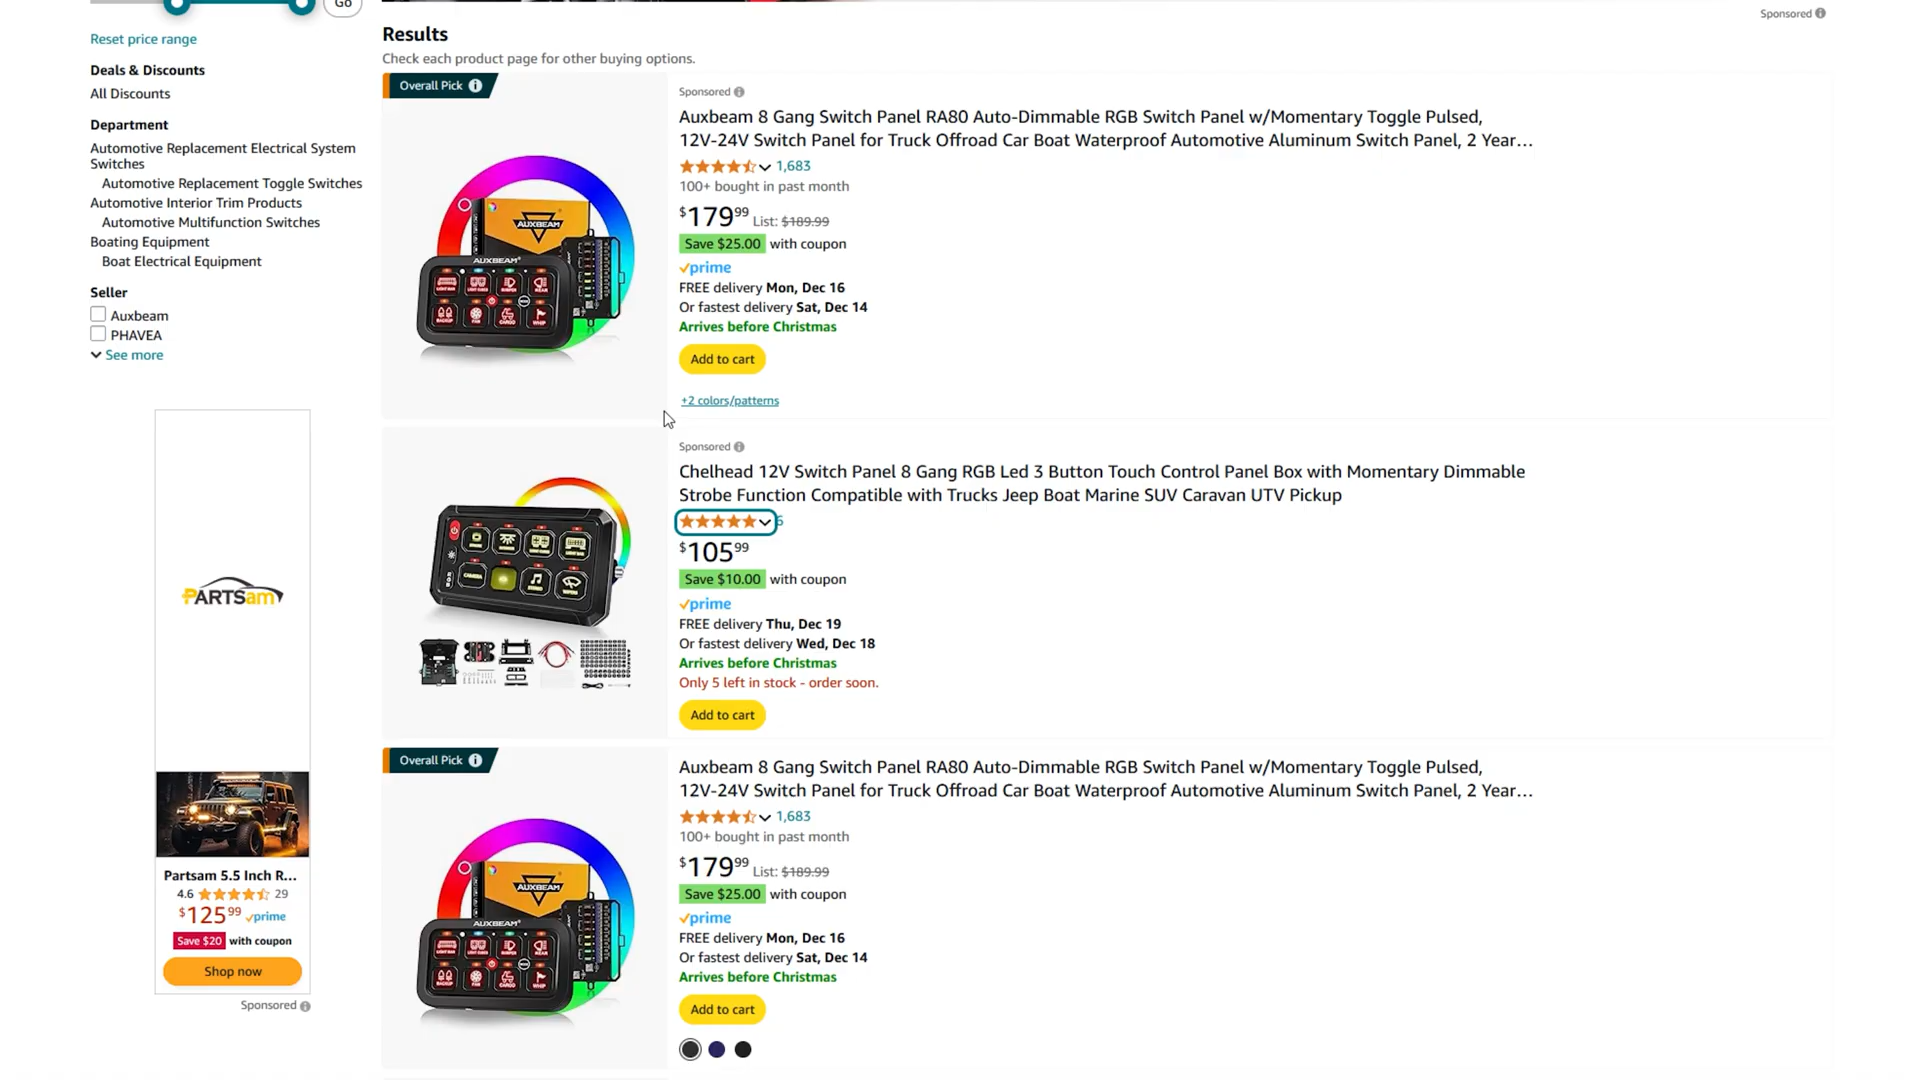 Go
Sponsored
Reset price range
Deals & Discounts
All Discounts
Department
Automotive Replacement Electrical System
Switches
Automotive Replacement Toggle Switches
Automotive Interior Trim Products
Automotive Multifunction Switches
Boating Equipment
Boat Electrical Equipment
Seller
Auxbeam
PHAVEA
See more
PARTSam
Partsam 5.5 Inch R...
4.6 29
$125 99 prime
Save $20 with coupon
Shop now
Sponsored
Results
Check each product page for other buying options.
Overall Pick
AUXBEAM
AUXBEAM
Sponsored
Auxbeam 8 Gang Switch Panel RA80 Auto-Dimmable RGB Switch Panel w/Momentary Toggle Pulsed,
12V-24V Switch Panel for Truck Offroad Car Boat Waterproof Automotive Aluminum Switch Panel, 2 Year…
1,683
100+ bought in past month
$179 99 List: $189.99
Save $25.00 with coupon
prime
FREE delivery Mon, Dec 16
Or fastest delivery Sat, Dec 14
Arrives before Christmas
Add to cart
+2 colors/patterns
Sponsored
Chelhead 12V Switch Panel 8 Gang RGB Led 3 Button Touch Control Panel Box with Momentary Dimmable
Strobe Function Compatible with Trucks Jeep Boat Marine SUV Caravan UTV Pickup
$105 99
Save $10.00 with coupon
prime
FREE delivery Thu, Dec 19
Or fastest delivery Wed, Dec 18
Arrives before Christmas
Only 5 left in stock - order soon.
Add to cart
Overall Pick
AUXBEAM
AUXBEAM
Auxbeam 8 Gang Switch Panel RA80 Auto-Dimmable RGB Switch Panel w/Momentary Toggle Pulsed,
12V-24V Switch Panel for Truck Offroad Car Boat Waterproof Automotive Aluminum Switch Panel, 2 Year…
1,683
100+ bought in past month
$179 99 List: $189.99
Save $25.00 with coupon
prime
FREE delivery Mon, Dec 16
Or fastest delivery Sat, Dec 14
Arrives before Christmas
Add to cart